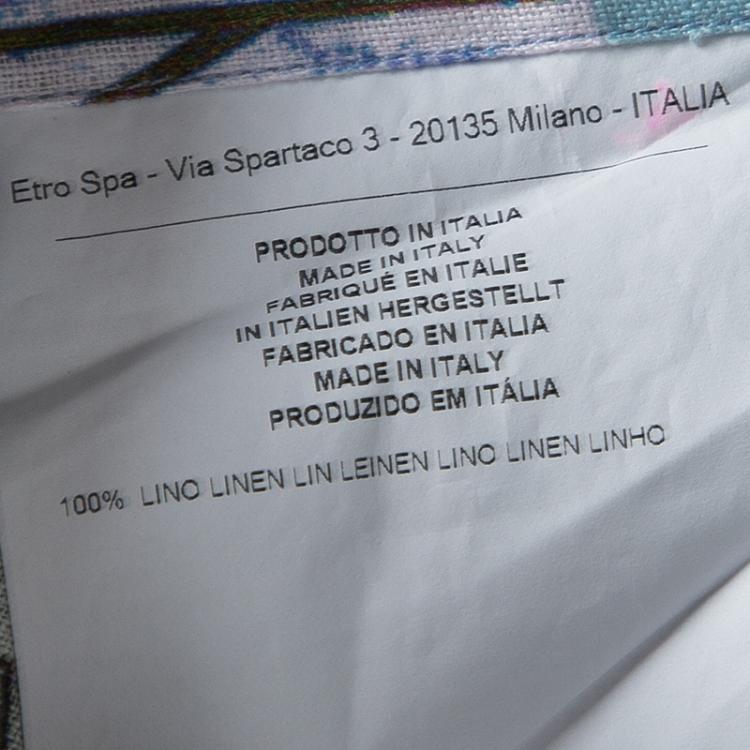 Etro Spa - Via Spartaco 3 - 20135 Milano - ITALIA
PRODOTTO IN ITALIA
MADE IN ITALY
FABRIQUÉ EN ITALIE
IN ITALIEN HERGESTELLT
FABRICADO EN ITALIA
MADE IN ITALY
PRODUZIDO EM ITÁLIA
100% LINO LINEN LIN LEINEN LINO LINEN LINHO